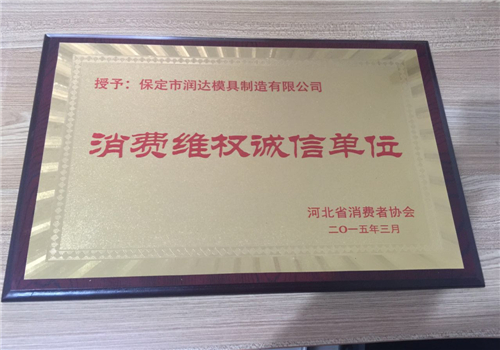 授予：保定市润达模具制造有限公司
消费维权诚信单位
河北省消费者协会
二〇一五年三月